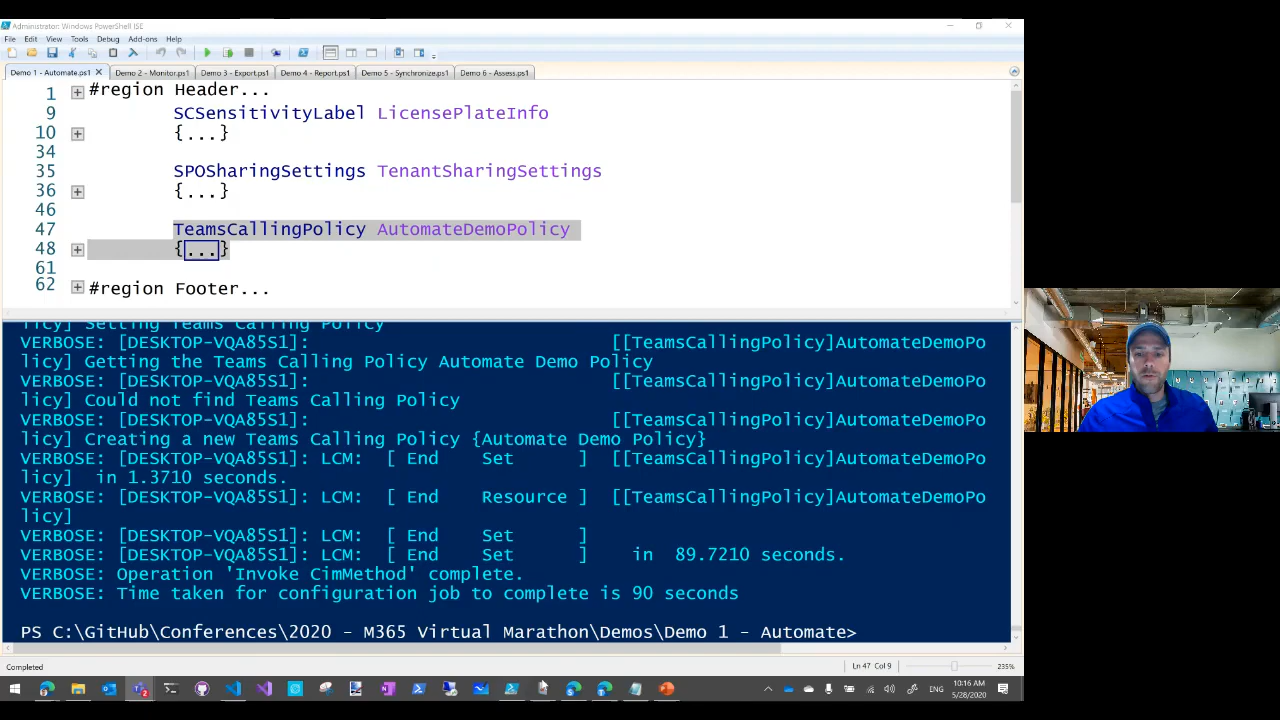 Administrator: Windows PowerShell ISE
File Edit View Tools Debug Add-ons Help
Demo 1 - Automate.ps1 Demo 2 - Monitor.ps1 Demo 3 - Export.ps1 Demo 4 - Report.ps1 Demo 5 - Synchronize.ps1 Demo 6 - Assess.ps1
1 #region Header...
9 SCSensitivityLabel LicensePlateInfo
10 {...}
34
35 SPOSharingSettings TenantSharingSettings
36 {...}
46
47 TeamsCallingPolicy AutomateDemoPolicy
48 {...}
61
62 #region Footer...
licy] Setting Teams Calling Policy
VERBOSE: [DESKTOP-VQA85S1]: [[TeamsCallingPolicy]AutomateDemoPo
licy] Getting the Teams Calling Policy Automate Demo Policy
VERBOSE: [DESKTOP-VQA85S1]: [[TeamsCallingPolicy]AutomateDemoPo
licy] Could not find Teams Calling Policy
VERBOSE: [DESKTOP-VQA85S1]: [[TeamsCallingPolicy]AutomateDemoPo
licy] Creating a new Teams Calling Policy {Automate Demo Policy}
VERBOSE: [DESKTOP-VQA85S1]: LCM: [ End Set ] [[TeamsCallingPolicy]AutomateDemoPo
licy] in 1.3710 seconds.
VERBOSE: [DESKTOP-VQA85S1]: LCM: [ End Resource ] [[TeamsCallingPolicy]AutomateDemoPo
licy]
VERBOSE: [DESKTOP-VQA85S1]: LCM: [ End Set ]
VERBOSE: [DESKTOP-VQA85S1]: LCM: [ End Set ] in 89.7210 seconds.
VERBOSE: Operation 'Invoke CimMethod' complete.
VERBOSE: Time taken for configuration job to complete is 90 seconds
PS C:\GitHub\Conferences\2020 - M365 Virtual Marathon\Demos\Demo 1 - Automate>
Completed Ln 47 Col 9 235%
ENG 10:16 AM
5/28/2020